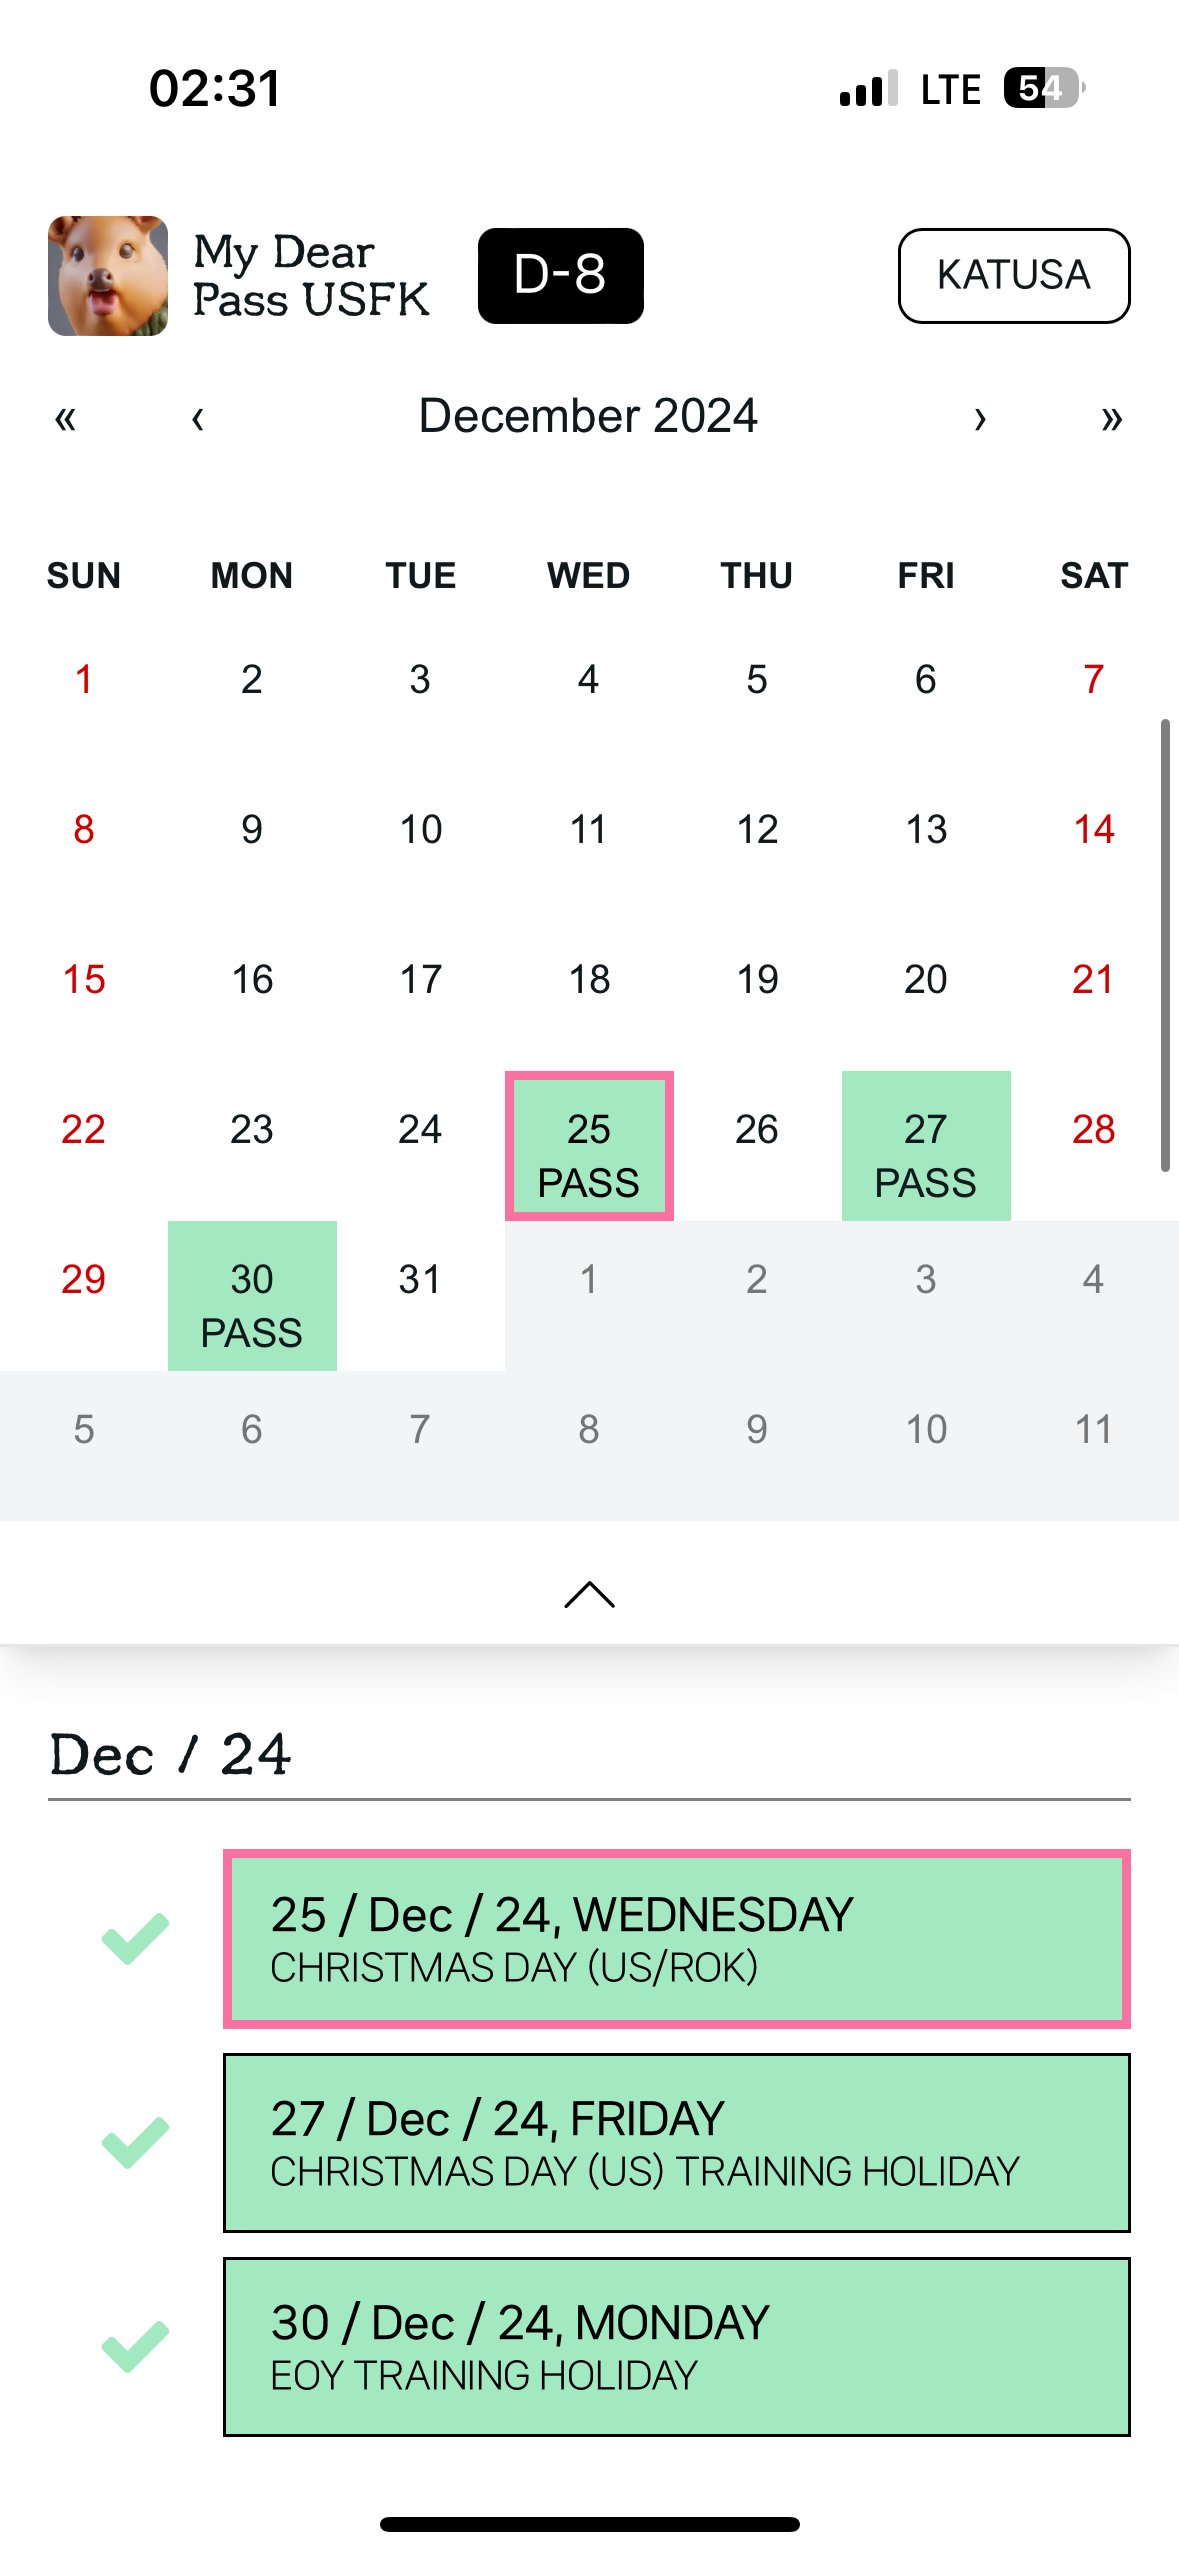 02:31 LTE 54
My Dear
Pass USFK
D-8
KATUSA
« ‹ December 2024 › »
SUN MON TUE WED THU FRI SAT
1 2 3 4 5 6 7
8 9 10 11 12 13 14
15 16 17 18 19 20 21
22 23 24 25 26 27 28
PASS PASS
29 30 31 1 2 3 4
PASS
5 6 7 8 9 10 11
Dec / 24
25 / Dec / 24, WEDNESDAY
CHRISTMAS DAY (US/ROK)
27 / Dec / 24, FRIDAY
CHRISTMAS DAY (US) TRAINING HOLIDAY
30 / Dec / 24, MONDAY
EOY TRAINING HOLIDAY